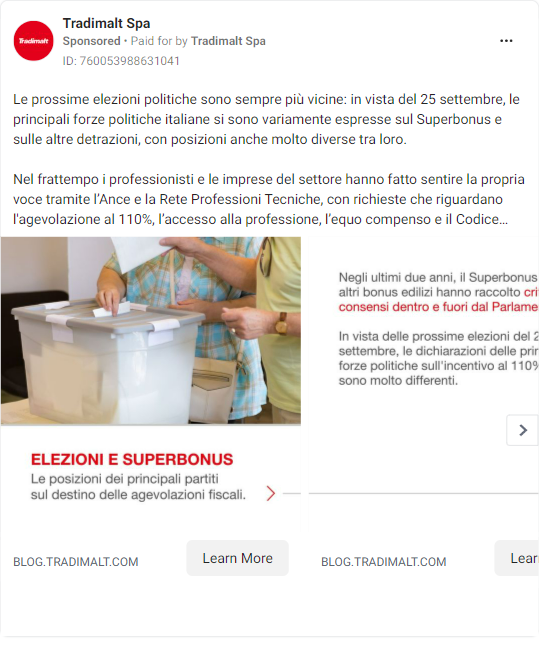 Tradimalt Spa
Sponsored • Paid for by Tradimalt Spa
Tradimalt
ID: 760053988631041
Le prossime elezioni politiche sono sempre più vicine: in vista del 25 settembre, le
principali forze politiche italiane si sono variamente espresse sul Superbonus e
sulle altre detrazioni, con posizioni anche molto diverse tra loro.
Nel frattempo i professionisti e le imprese del settore hanno fatto sentire la propria
voce tramite l'Ance e la Rete Professioni Tecniche, con richieste che riguardano
l'agevolazione al 110%, l'accesso alla professione, l'equo compenso e il Codice...
ELEZIONI E SUPERBONUS
Le posizioni dei principali partiti
sul destino delle agevolazioni fiscali.
BLOG.TRADIMALT.COM
Learn More
Negli ultimi due anni, il Superbonus
altri bonus edilizi hanno raccolto cri
consensi dentro e fuori dal Parlame
In vista delle prossime elezioni del 2
settembre, le dichiarazioni delle prin
forze politiche sull'incentivo al 110%
sono molto differenti.
BLOG.TRADIMALT.COM
Lear